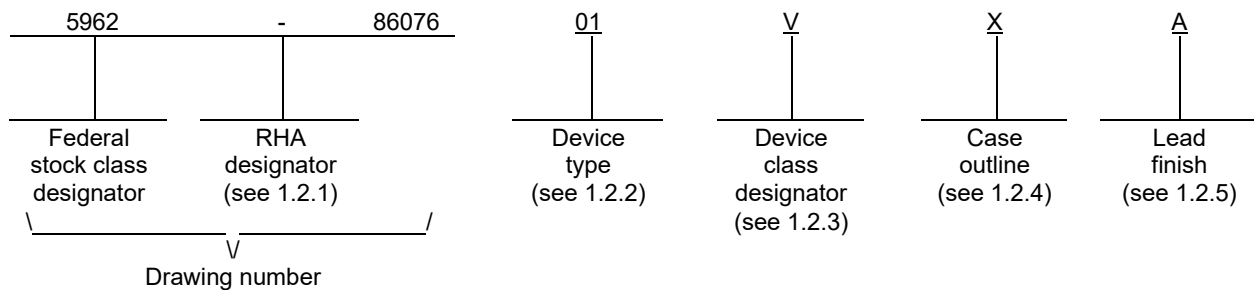 5962 - 86076 01 V X A
Federal stock class designator
RHA designator (see 1.2.1)
Device type (see 1.2.2)
Device class designator (see 1.2.3)
Case outline (see 1.2.4)
Lead finish (see 1.2.5)
\ /
\/
Drawing number